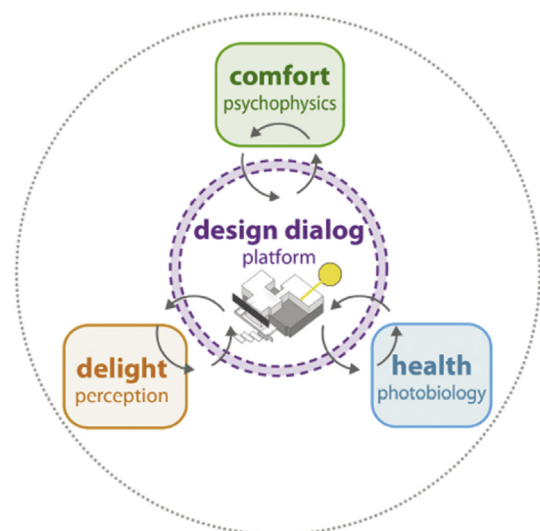 comfort
psychophysics
design dialog
platform
delight
perception
health
photobiology